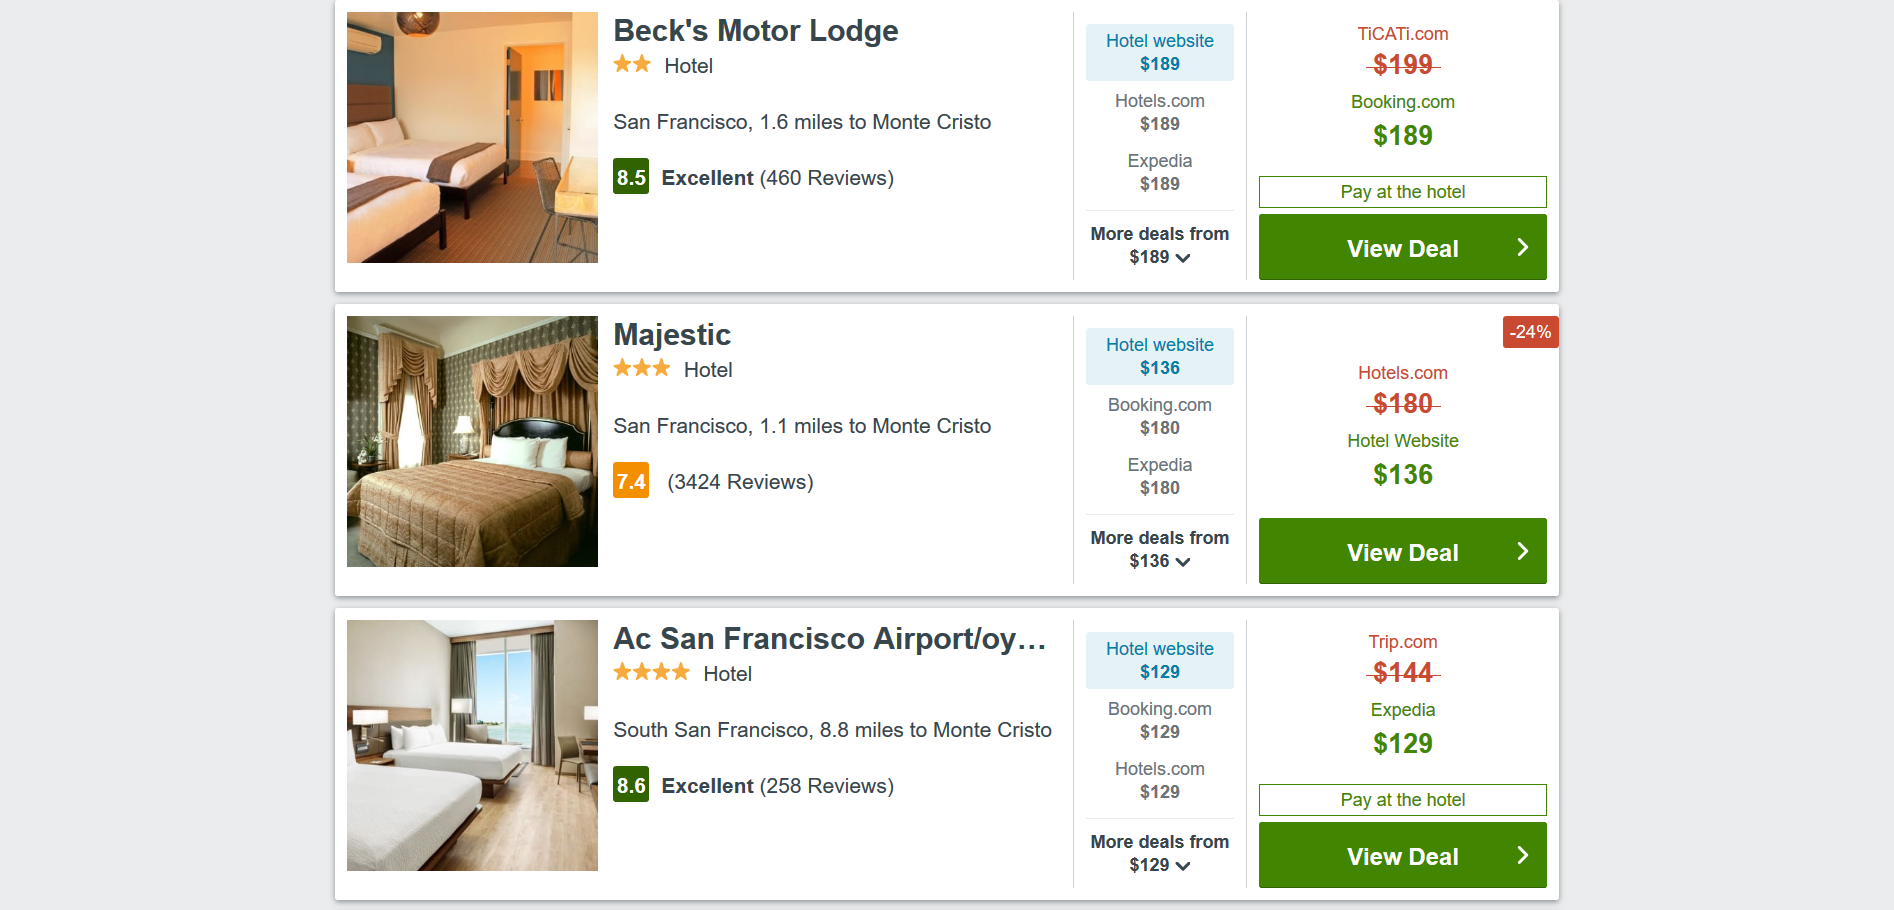 Beck's Motor Lodge
Hotel
San Francisco, 1.6 miles to Monte Cristo
8.5 Excellent (460 Reviews)
Hotel website
$189
Hotels.com
$189
Expedia
$189
More deals from
$189
TiCATi.com
$199
Booking.com
$189
Pay at the hotel
View Deal
Majestic
Hotel
San Francisco, 1.1 miles to Monte Cristo
7.4 (3424 Reviews)
Hotel website
$136
Booking.com
$180
Expedia
$180
More deals from
$136
-24%
Hotels.com
$180
Hotel Website
$136
View Deal
Ac San Francisco Airport/oy…
Hotel
South San Francisco, 8.8 miles to Monte Cristo
8.6 Excellent (258 Reviews)
Hotel website
$129
Booking.com
$129
Hotels.com
$129
More deals from
$129
Trip.com
$144
Expedia
$129
Pay at the hotel
View Deal